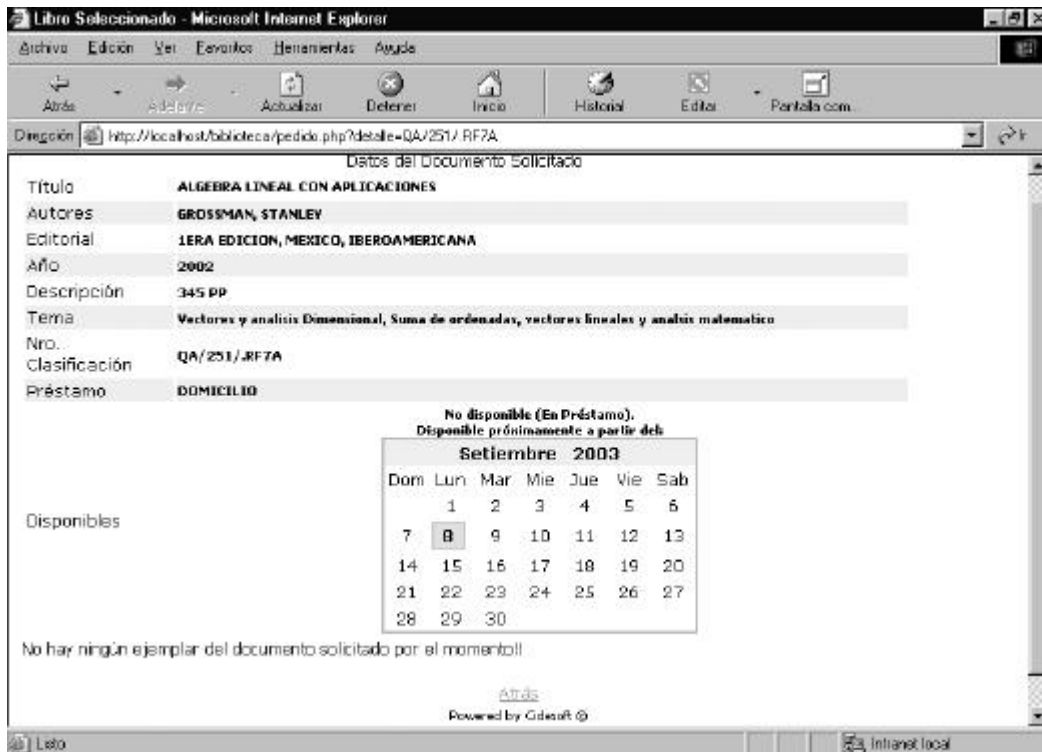 Libro Seleccionado - Microsoft Internet Explorer
Archivo Edición Ver Favoritos Herramientas Ayuda
Atrás Adelante Actualizar Detener Inicio Historial Editar Pantalla com...
Dirección http://localhost/biblioteca/pedido.php?detalle=QA/251/.RF7A
Datos del Documento Solicitado
Título ALGEBRA LINEAL CON APLICACIONES
Autores GROSSMAN, STANLEY
Editorial 1ERA EDICION, MEXICO, IBEROAMERICANA
Año 2002
Descripción 345 PP
Tema Vectores y analisis Dimensional, Suma de ordenadas, vectores lineales y analsis matematico
Nro.
Clasificación QA/251/.RF7A
Préstamo DOMICILIO
No disponible (En Préstamo).
Disponible próximamente a partir del:
Setiembre 2003
Dom Lun Mar Mie Jue Vie Sab
1 2 3 4 5 6
Disponibles
7 8 9 10 11 12 13
14 15 16 17 18 19 20
21 22 23 24 25 26 27
28 29 30
No hay ningún ejemplar del documento solicitado por el momento!!
Atrás
Powered by Cidesoft ©
Listo Intranet local